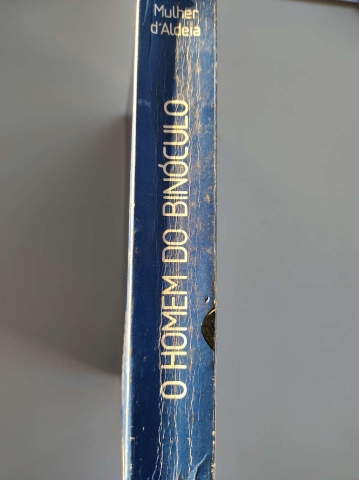 Mulher
d'Aldeia
O HOMEM DO BINÓCULO